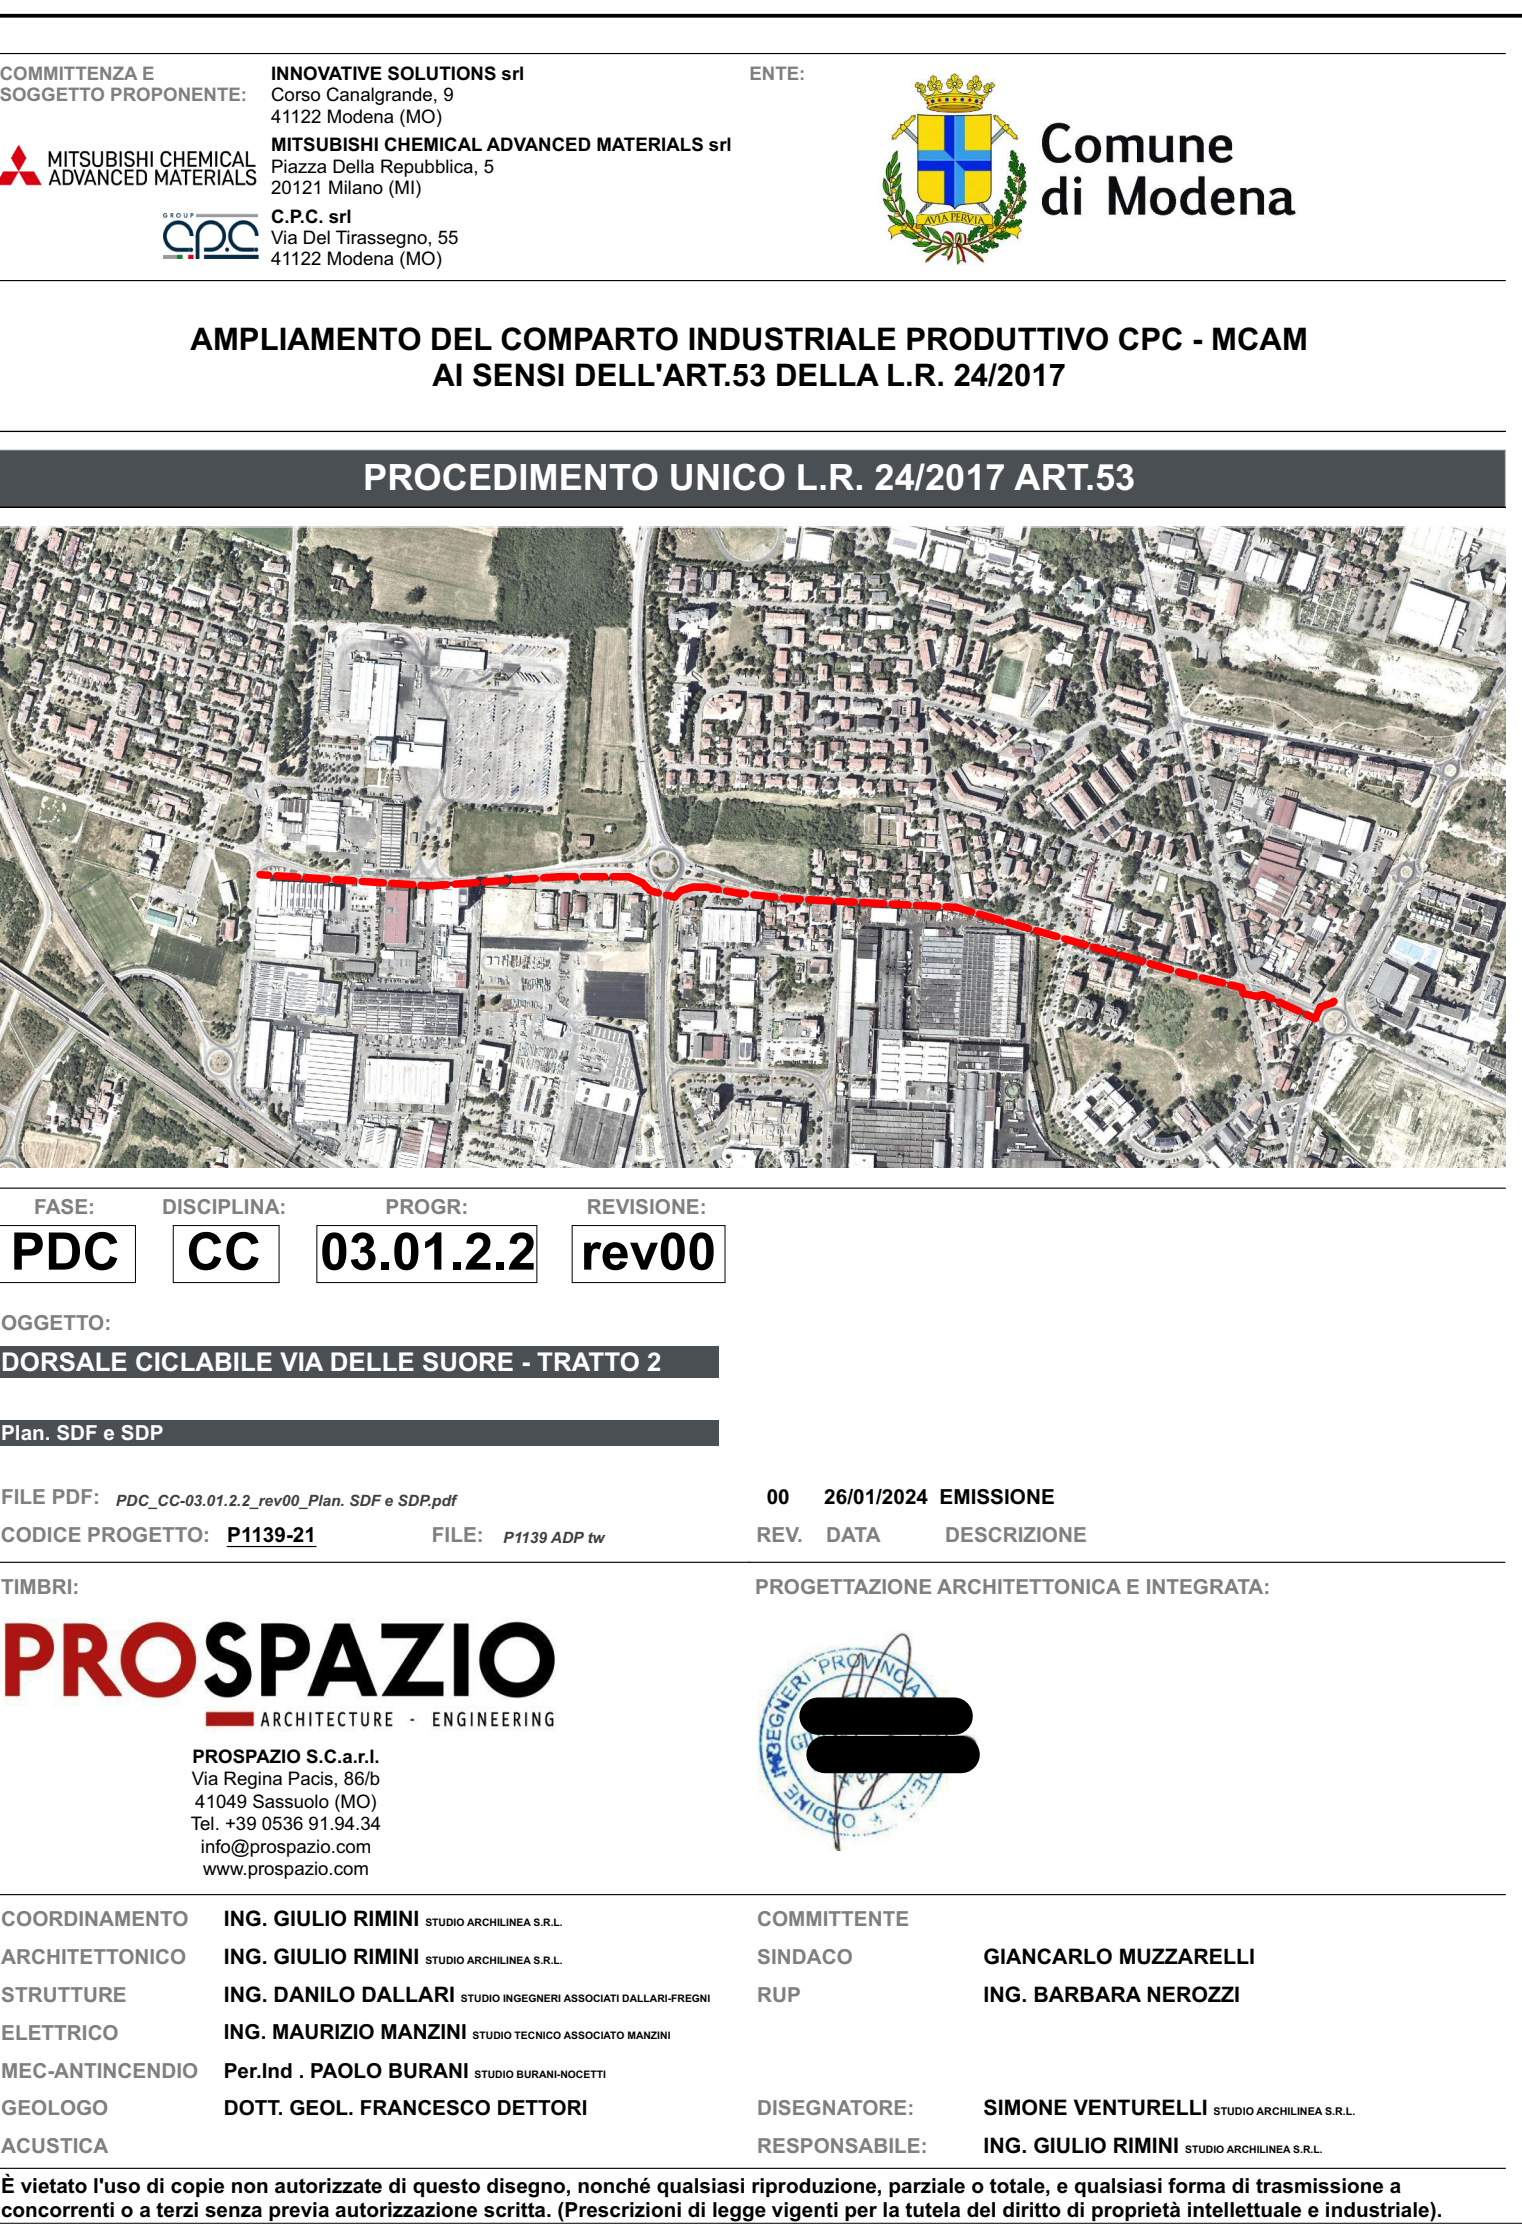 COMMITTENZA E
SOGGETTO PROPONENTE:
INNOVATIVE SOLUTIONS srl
Corso Canalgrande, 9
41122 Modena (MO)
MITSUBISHI CHEMICAL
ADVANCED MATERIALS
MITSUBISHI CHEMICAL ADVANCED MATERIALS srl
Piazza Della Repubblica, 5
20121 Milano (MI)
GROUP
c.p.c.
C.P.C. srl
Via Del Tirassegno, 55
41122 Modena (MO)
ENTE:
AVIA PERVIA
Comune
di Modena
AMPLIAMENTO DEL COMPARTO INDUSTRIALE PRODUTTIVO CPC - MCAM
AI SENSI DELL'ART.53 DELLA L.R. 24/2017
PROCEDIMENTO UNICO L.R. 24/2017 ART.53
FASE: DISCIPLINA: PROGR: REVISIONE:
PDC CC 03.01.2.2 rev00
OGGETTO:
DORSALE CICLABILE VIA DELLE SUORE - TRATTO 2
Plan. SDF e SDP
FILE PDF: PDC_CC-03.01.2.2_rev00_Plan. SDF e SDP.pdf
00 26/01/2024 EMISSIONE
CODICE PROGETTO: P1139-21 FILE: P1139 ADP tw
REV. DATA DESCRIZIONE
TIMBRI:
PROGETTAZIONE ARCHITETTONICA E INTEGRATA:
PROSPAZIO
ARCHITECTURE - ENGINEERING
PROSPAZIO S.C.a.r.l.
Via Regina Pacis, 86/b
41049 Sassuolo (MO)
Tel. +39 0536 91.94.34
info@prospazio.com
www.prospazio.com
ORDINE INGEGNERI PROVINCIA
COORDINAMENTO ING. GIULIO RIMINI STUDIO ARCHILINEA S.R.L.
COMMITTENTE
ARCHITETTONICO ING. GIULIO RIMINI STUDIO ARCHILINEA S.R.L.
SINDACO GIANCARLO MUZZARELLI
STRUTTURE ING. DANILO DALLARI STUDIO INGEGNERI ASSOCIATI DALLARI-FREGNI
RUP ING. BARBARA NEROZZI
ELETTRICO ING. MAURIZIO MANZINI STUDIO TECNICO ASSOCIATO MANZINI
MEC-ANTINCENDIO Per.Ind . PAOLO BURANI STUDIO BURANI-NOCETTI
GEOLOGO DOTT. GEOL. FRANCESCO DETTORI
DISEGNATORE: SIMONE VENTURELLI STUDIO ARCHILINEA S.R.L.
ACUSTICA
RESPONSABILE: ING. GIULIO RIMINI STUDIO ARCHILINEA S.R.L.
È vietato l'uso di copie non autorizzate di questo disegno, nonché qualsiasi riproduzione, parziale o totale, e qualsiasi forma di trasmissione a
concorrenti o a terzi senza previa autorizzazione scritta. (Prescrizioni di legge vigenti per la tutela del diritto di proprietà intellettuale e industriale).